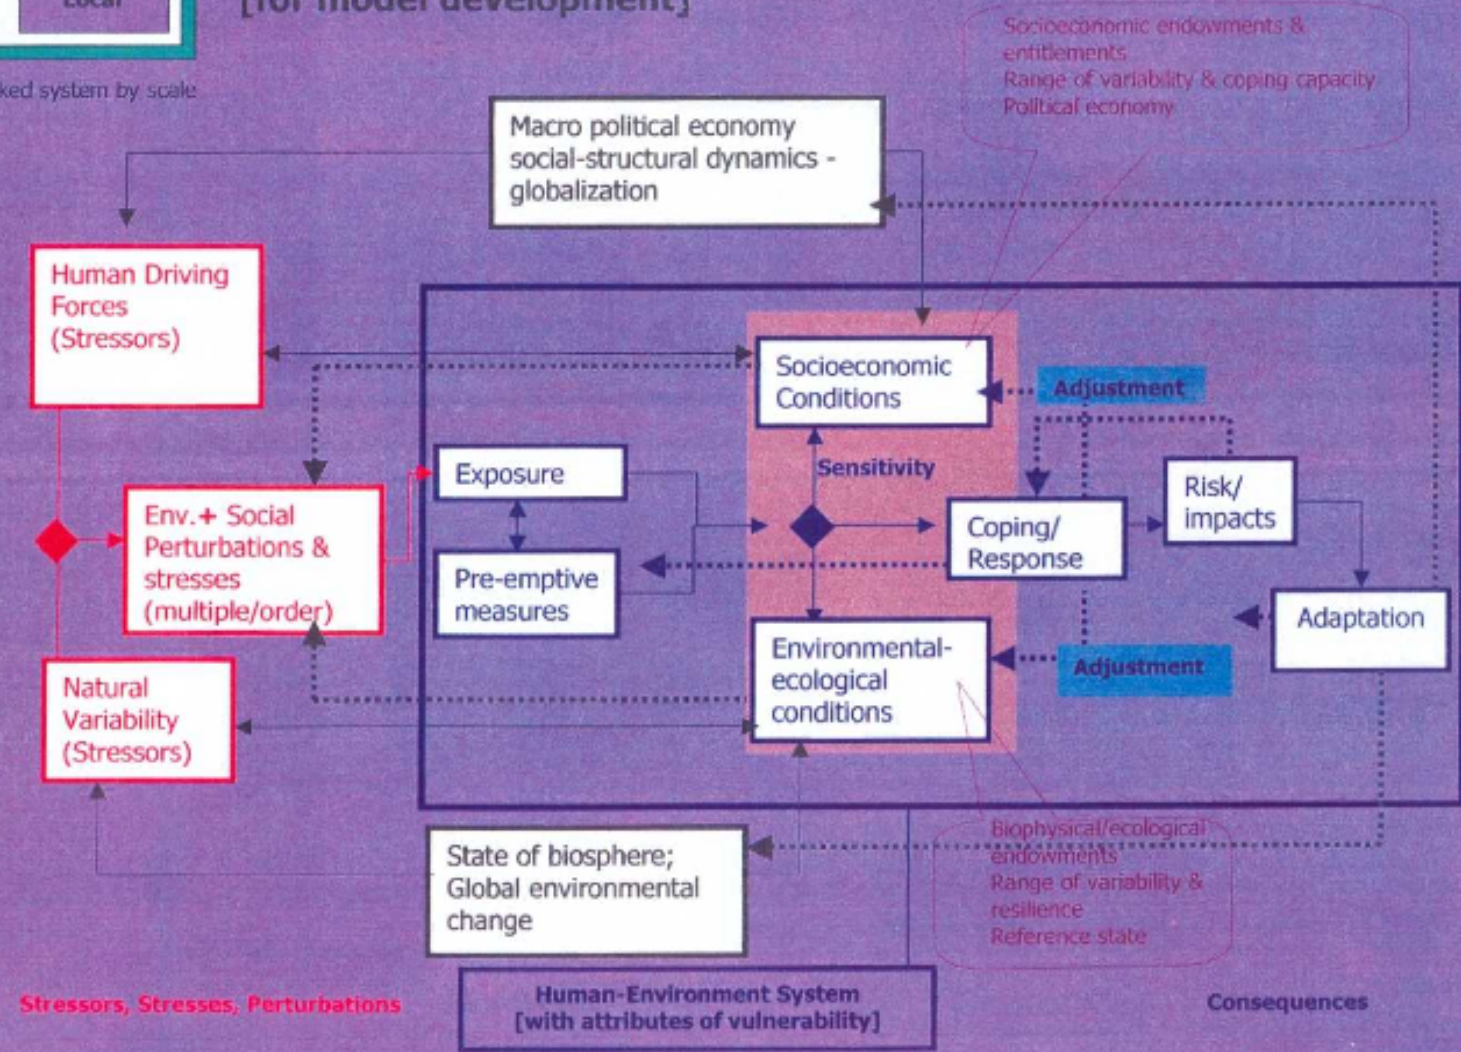 Local
[for model development]
ked system by scale
Socioeconomic endowments &
entitlements
Range of variability & coping capacity
Political economy
Macro political economy
social-structural dynamics -
globalization
Human Driving
Forces
(Stressors)
Socioeconomic
Conditions
Adjustment
Exposure
Sensitivity
Risk/
impacts
Env.+ Social
Perturbations &
stresses
(multiple/order)
Coping/
Response
Pre-emptive
measures
Adaptation
Environmental-
ecological
conditions
Adjustment
Natural
Variability
(Stressors)
State of biosphere;
Global environmental
change
Biophysical/ecological
endowments
Range of variability &
resilience
Reference state
Stressors, Stresses, Perturbations
Human-Environment System
[with attributes of vulnerability]
Consequences